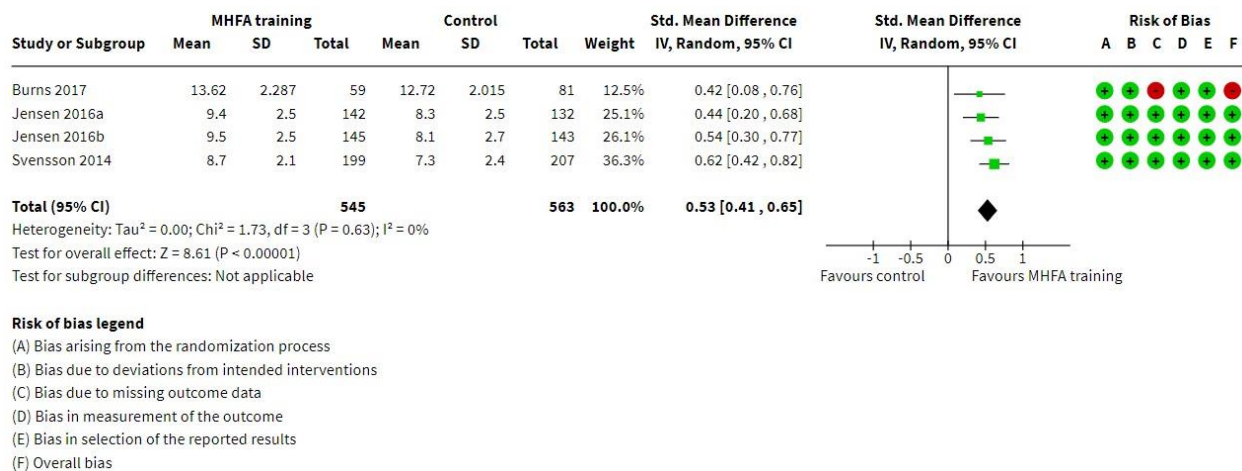 MHFA training Control Std. Mean Difference Std. Mean Difference Risk of Bias
Study or Subgroup Mean SD Total Mean SD Total Weight IV, Random, 95% CI IV, Random, 95% CI A B C D E F
Burns 2017 13.62 2.287 59 12.72 2.015 81 12.5% 0.42 [0.08 , 0.76] + + - + + -
Jensen 2016a 9.4 2.5 142 8.3 2.5 132 25.1% 0.44 [0.20 , 0.68] + + + + + +
Jensen 2016b 9.5 2.5 145 8.1 2.7 143 26.1% 0.54 [0.30 , 0.77] + + + + + +
Svensson 2014 8.7 2.1 199 7.3 2.4 207 36.3% 0.62 [0.42 , 0.82] + + + + + +
Total (95% CI) 545 563 100.0% 0.53 [0.41 , 0.65]
Heterogeneity: Tau² = 0.00; Chi² = 1.73, df = 3 (P = 0.63); I² = 0%
Test for overall effect: Z = 8.61 (P < 0.00001)
-1 -0.5 0 0.5 1
Test for subgroup differences: Not applicable Favours control Favours MHFA training
Risk of bias legend
(A) Bias arising from the randomization process
(B) Bias due to deviations from intended interventions
(C) Bias due to missing outcome data
(D) Bias in measurement of the outcome
(E) Bias in selection of the reported results
(F) Overall bias